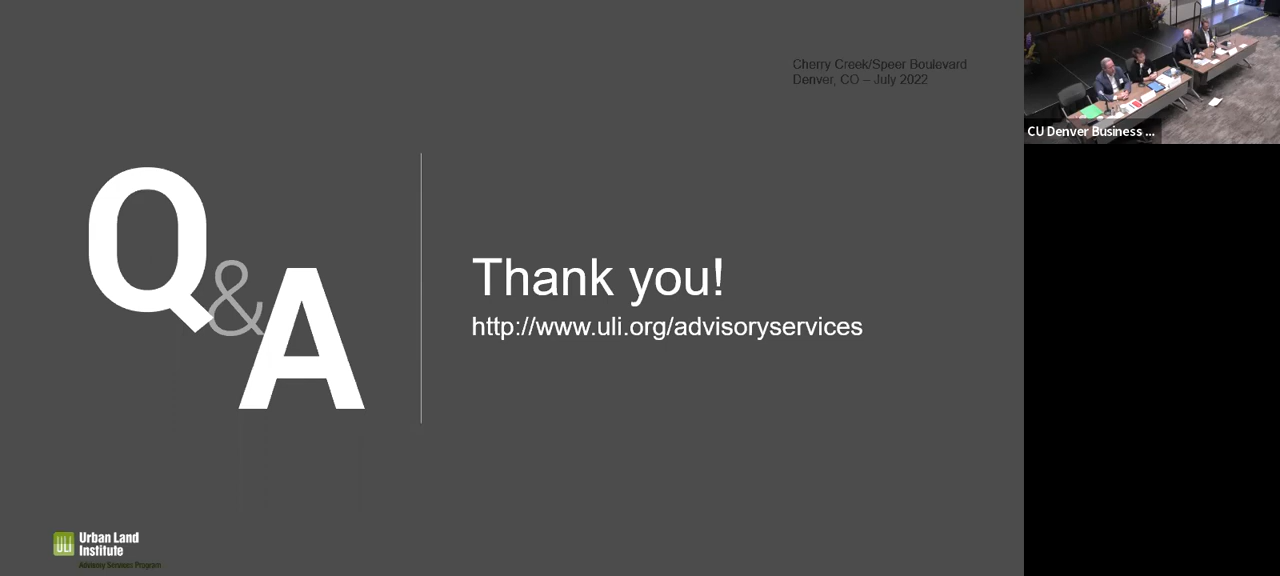 Cherry Creek/Speer Boulevard
Denver, CO – July 2022
Q&A
Thank you!
http://www.uli.org/advisoryservices
ULI
Urban Land
Institute
Advisory Services Program
CU Denver Business ...